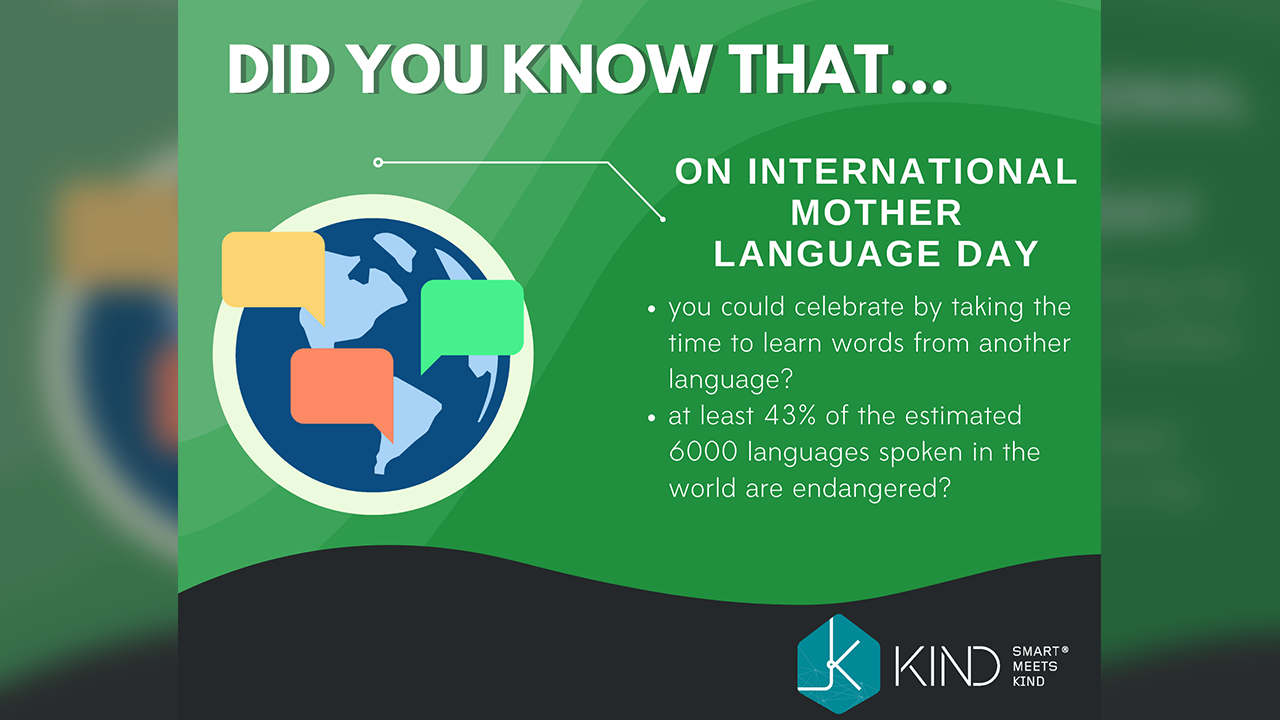 DID YOU KNOW THAT...
ON INTERNATIONAL
MOTHER
LANGUAGE DAY
• you could celebrate by taking the
time to learn words from another
language?
• at least 43% of the estimated
6000 languages spoken in the
world are endangered?
K KIND
SMART®
MEETS
KIND